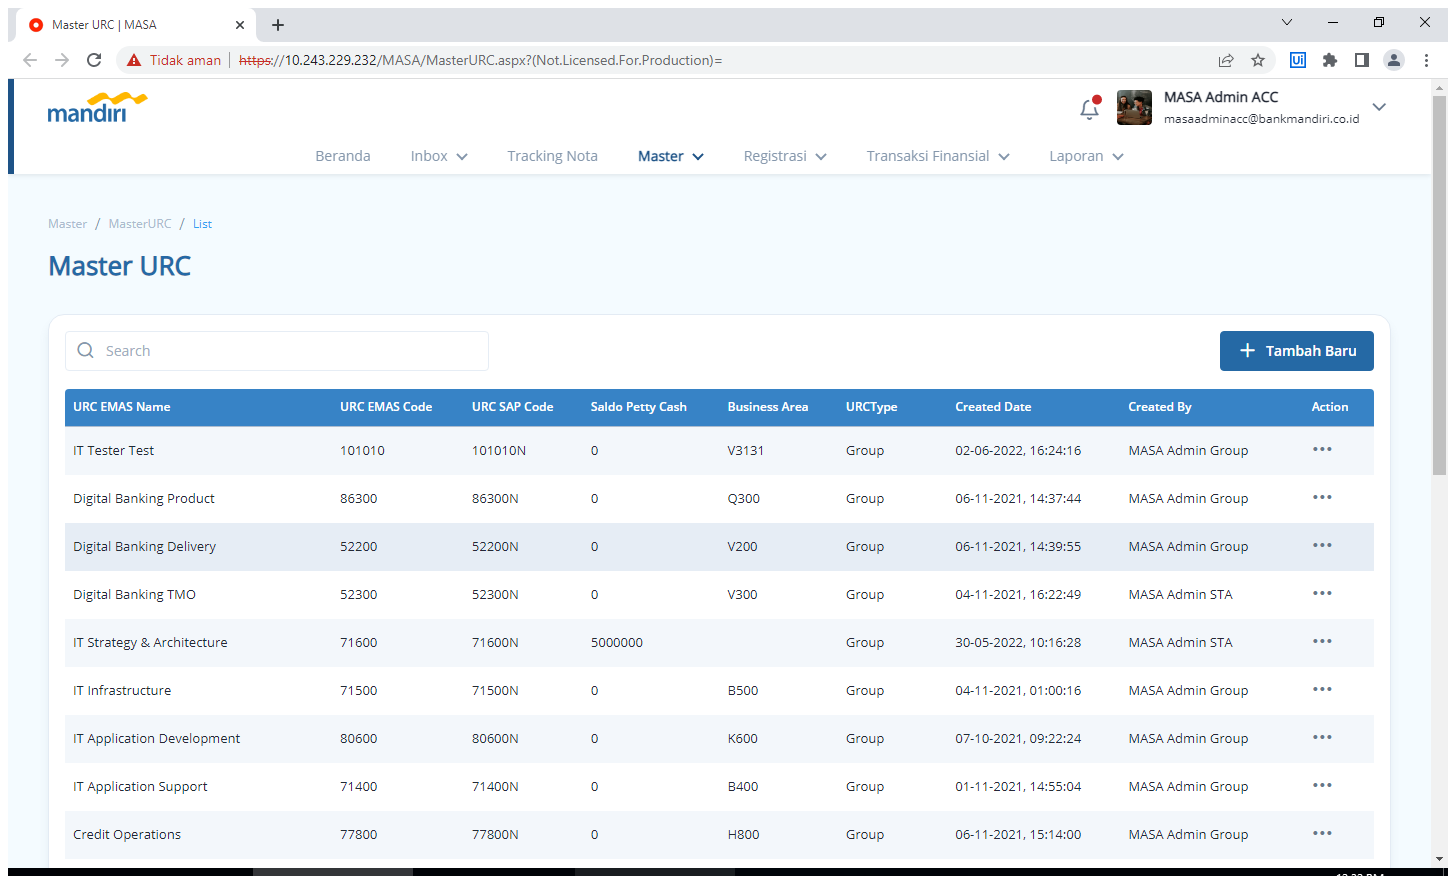 Master URC | MASA
Tidak aman https://10.243.229.232/MASA/MasterURC.aspx?(Not.Licensed.For.Production)=
Ui
mandiri
MASA Admin ACC
masaadminacc@bankmandiri.co.id
Beranda Inbox Tracking Nota Master Registrasi Transaksi Finansial Laporan
Master / MasterURC / List
Master URC
Search
+ Tambah Baru
URC EMAS Name URC EMAS Code URC SAP Code Saldo Petty Cash Business Area URCType Created Date Created By Action
IT Tester Test 101010 101010N 0 V3131 Group 02-06-2022, 16:24:16 MASA Admin Group
Digital Banking Product 86300 86300N 0 Q300 Group 06-11-2021, 14:37:44 MASA Admin Group
Digital Banking Delivery 52200 52200N 0 V200 Group 06-11-2021, 14:39:55 MASA Admin Group
Digital Banking TMO 52300 52300N 0 V300 Group 04-11-2021, 16:22:49 MASA Admin STA
IT Strategy & Architecture 71600 71600N 5000000 Group 30-05-2022, 10:16:28 MASA Admin STA
IT Infrastructure 71500 71500N 0 B500 Group 04-11-2021, 01:00:16 MASA Admin Group
IT Application Development 80600 80600N 0 K600 Group 07-10-2021, 09:22:24 MASA Admin Group
IT Application Support 71400 71400N 0 B400 Group 01-11-2021, 14:55:04 MASA Admin Group
Credit Operations 77800 77800N 0 H800 Group 06-11-2021, 15:14:00 MASA Admin Group